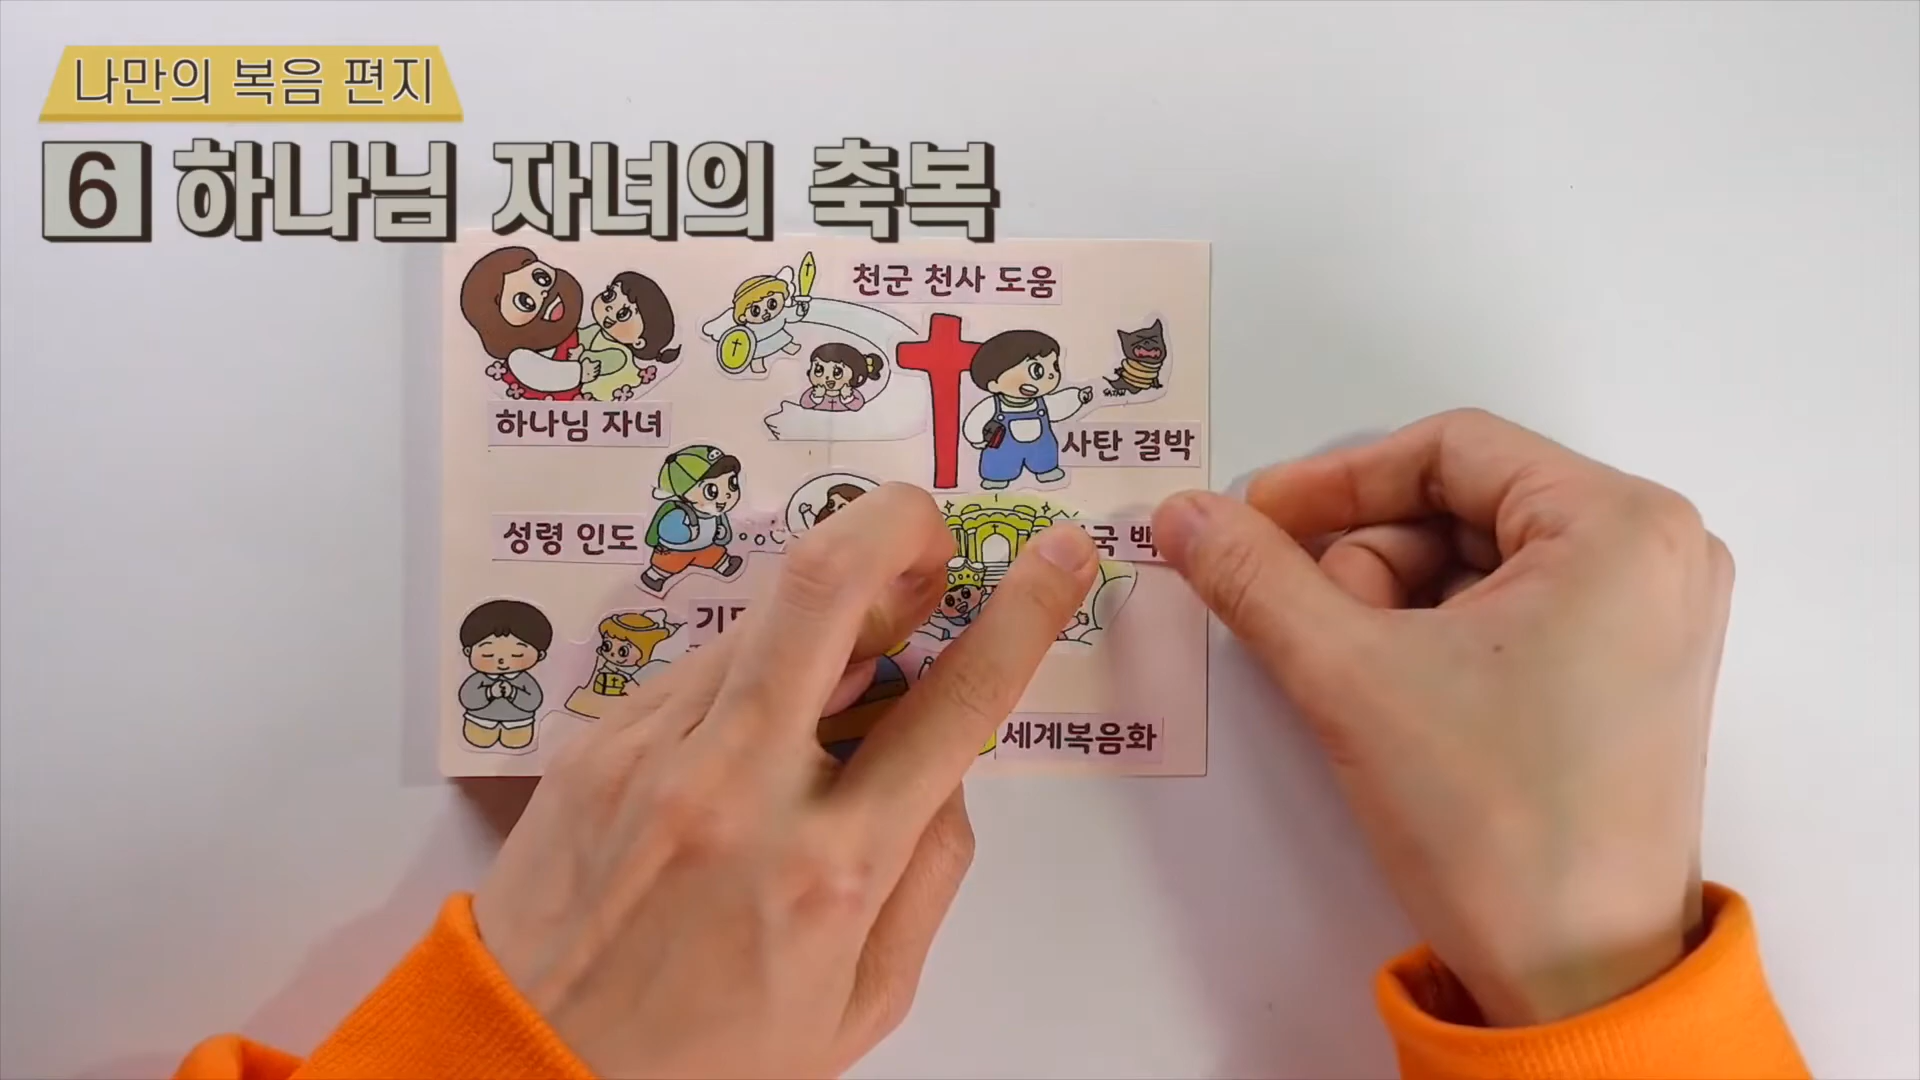 나만의 복음 편지
6 하나님 자녀의 축복
천군 천사 도움
하나님 자녀
사탄 결박
성령 인도
세계복음화